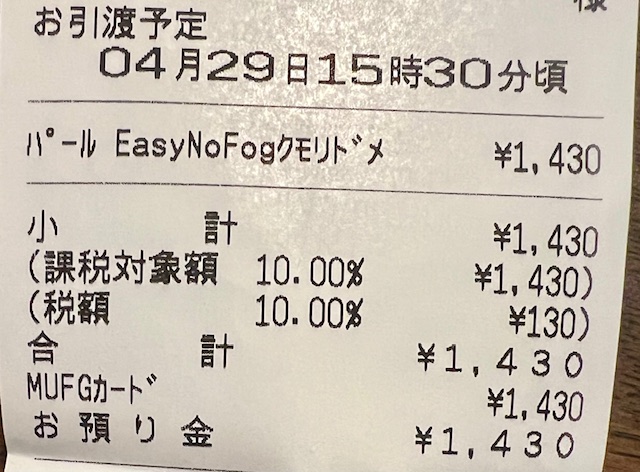 様
お引渡予定
04月29日15時30分頃
ﾊﾟｰﾙ EasyNoFogｸﾓﾘﾄﾞﾒ ¥1,430
小 計 ¥1,430
(課税対象額 10.00% ¥1,430)
(税額 10.00% ¥130)
合 計 ¥1,430
MUFGｶｰﾄﾞ ¥1,430
お預り金 ¥1,430